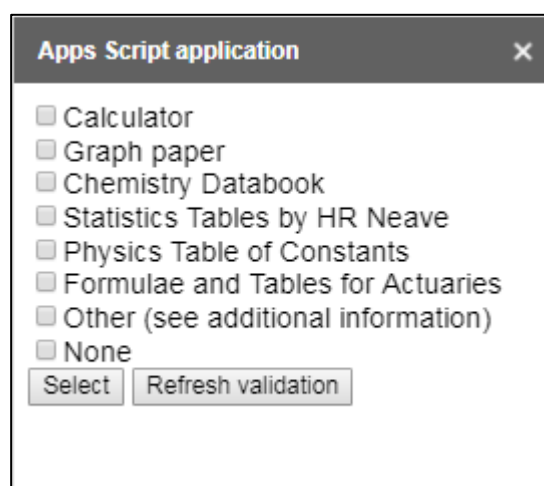 Apps Script application
Calculator
Graph paper
Chemistry Databook
Statistics Tables by HR Neave
Physics Table of Constants
Formulae and Tables for Actuaries
Other (see additional information)
None
Select Refresh validation